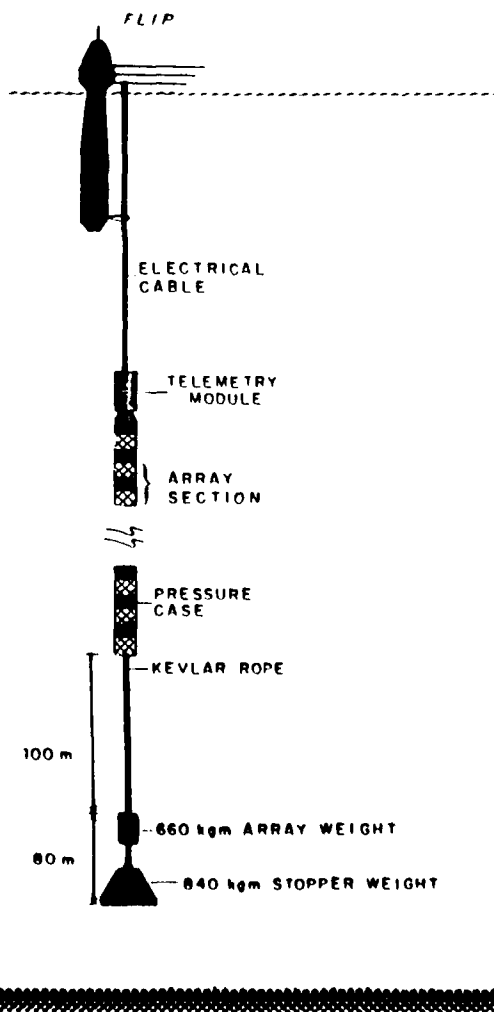 FLIP
ELECTRICAL
CABLE
TELEMETRY
MODULE
ARRAY
SECTION
PRESSURE
CASE
KEVLAR ROPE
100 m
660 kgm ARRAY WEIGHT
80 m
840 kgm STOPPER WEIGHT